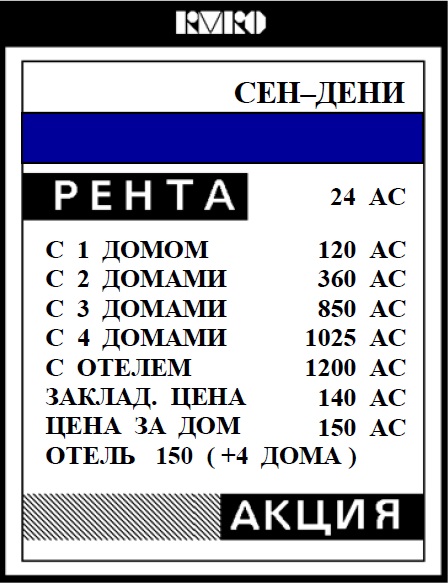 RMKO
СЕН–ДЕНИ
РЕНТА 24 АС
С 1 ДОМОМ 120 АС
С 2 ДОМАМИ 360 АС
С 3 ДОМАМИ 850 АС
С 4 ДОМАМИ 1025 АС
С ОТЕЛЕМ 1200 АС
ЗАКЛАД. ЦЕНА 140 АС
ЦЕНА ЗА ДОМ 150 АС
ОТЕЛЬ 150 ( +4 ДОМА )
АКЦИЯ